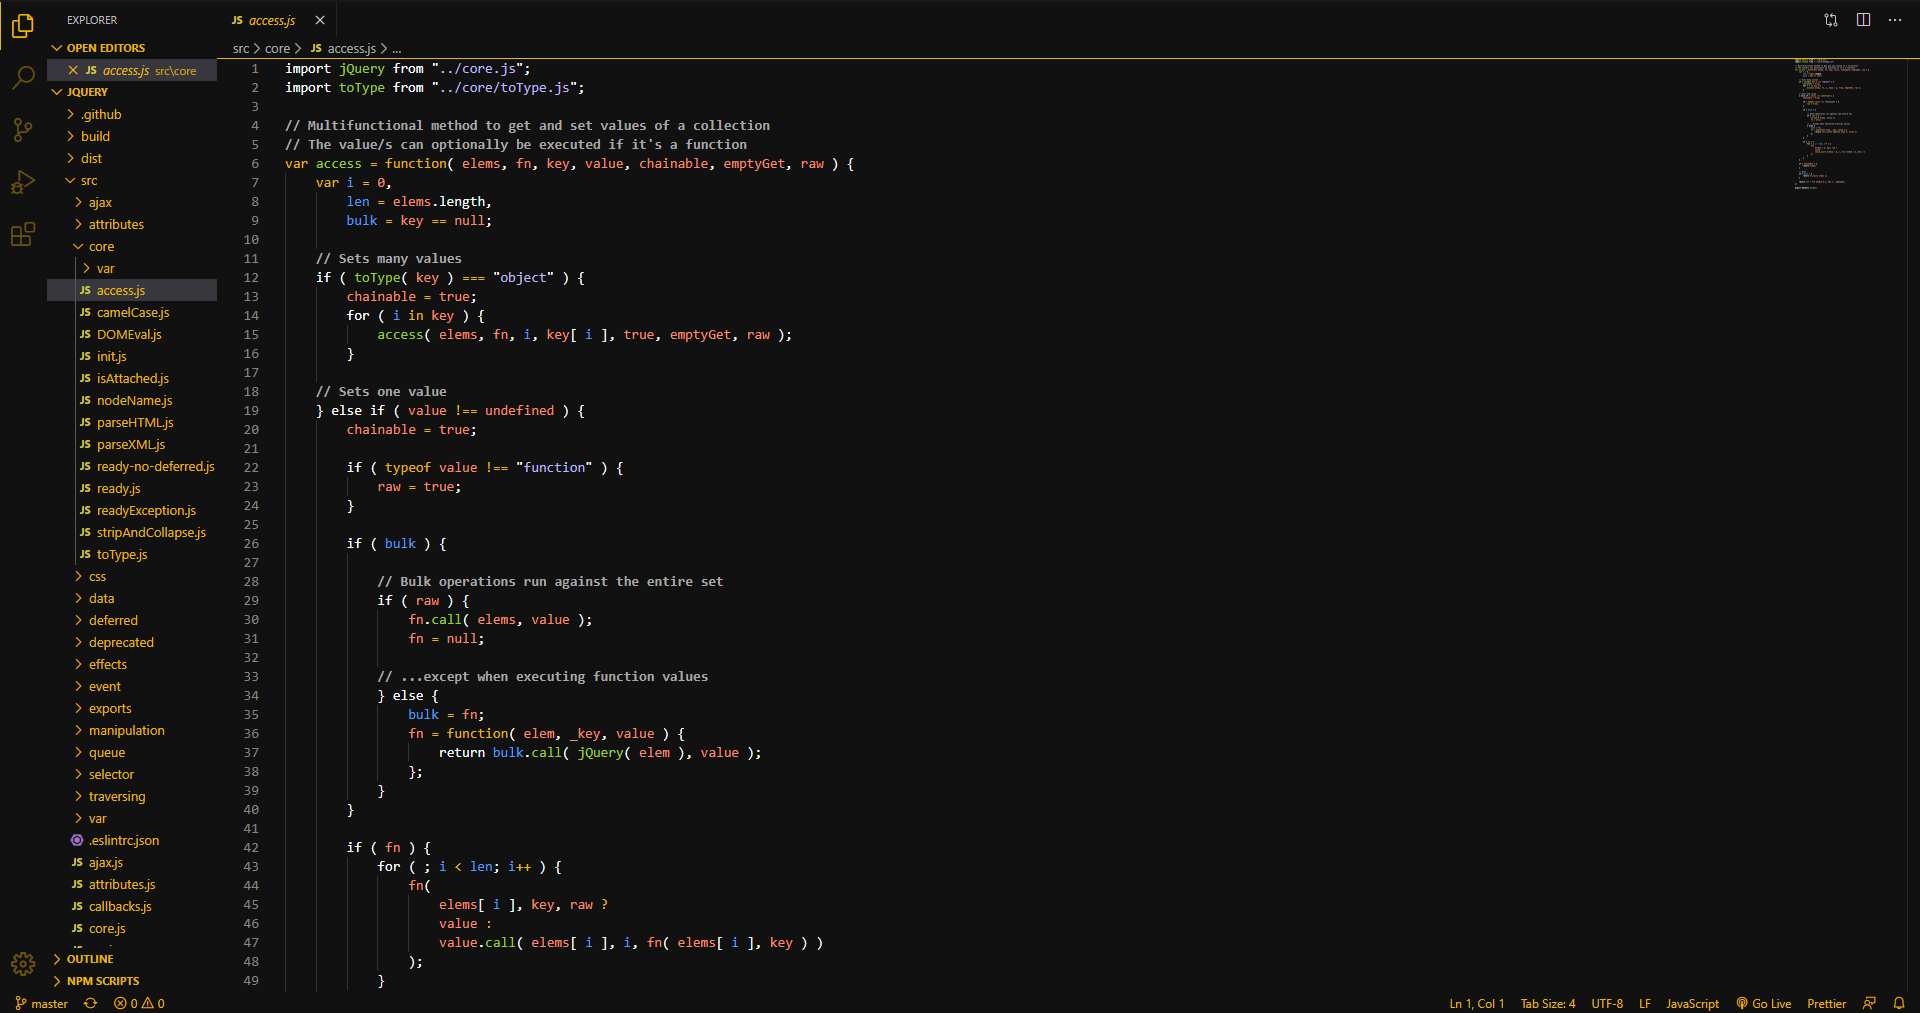 EXPLORER
OPEN EDITORS
JS access.js src\core
JQUERY
.github
build
dist
src
ajax
attributes
core
var
JS access.js
JS camelCase.js
JS DOMEval.js
JS init.js
JS isAttached.js
JS nodeName.js
JS parseHTML.js
JS parseXML.js
JS ready-no-deferred.js
JS ready.js
JS readyException.js
JS stripAndCollapse.js
JS toType.js
css
data
deferred
deprecated
effects
event
exports
manipulation
queue
selector
traversing
var
.eslintrc.json
JS ajax.js
JS attributes.js
JS callbacks.js
JS core.js
OUTLINE
NPM SCRIPTS
JS access.js
src > core > JS access.js > ...
1 import jQuery from "../core.js";
2 import toType from "../core/toType.js";
3
4 // Multifunctional method to get and set values of a collection
5 // The value/s can optionally be executed if it's a function
6 var access = function( elems, fn, key, value, chainable, emptyGet, raw ) {
7 var i = 0,
8 len = elems.length,
9 bulk = key == null;
10
11 // Sets many values
12 if ( toType( key ) === "object" ) {
13 chainable = true;
14 for ( i in key ) {
15 access( elems, fn, i, key[ i ], true, emptyGet, raw );
16 }
17
18 // Sets one value
19 } else if ( value !== undefined ) {
20 chainable = true;
21
22 if ( typeof value !== "function" ) {
23 raw = true;
24 }
25
26 if ( bulk ) {
27
28 // Bulk operations run against the entire set
29 if ( raw ) {
30 fn.call( elems, value );
31 fn = null;
32
33 // ...except when executing function values
34 } else {
35 bulk = fn;
36 fn = function( elem, _key, value ) {
37 return bulk.call( jQuery( elem ), value );
38 };
39 }
40 }
41
42 if ( fn ) {
43 for ( ; i < len; i++ ) {
44 fn(
45 elems[ i ], key, raw ?
46 value :
47 value.call( elems[ i ], i, fn( elems[ i ], key ) )
48 );
49 }
master 0 0
Ln 1, Col 1 Tab Size: 4 UTF-8 LF JavaScript Go Live Prettier